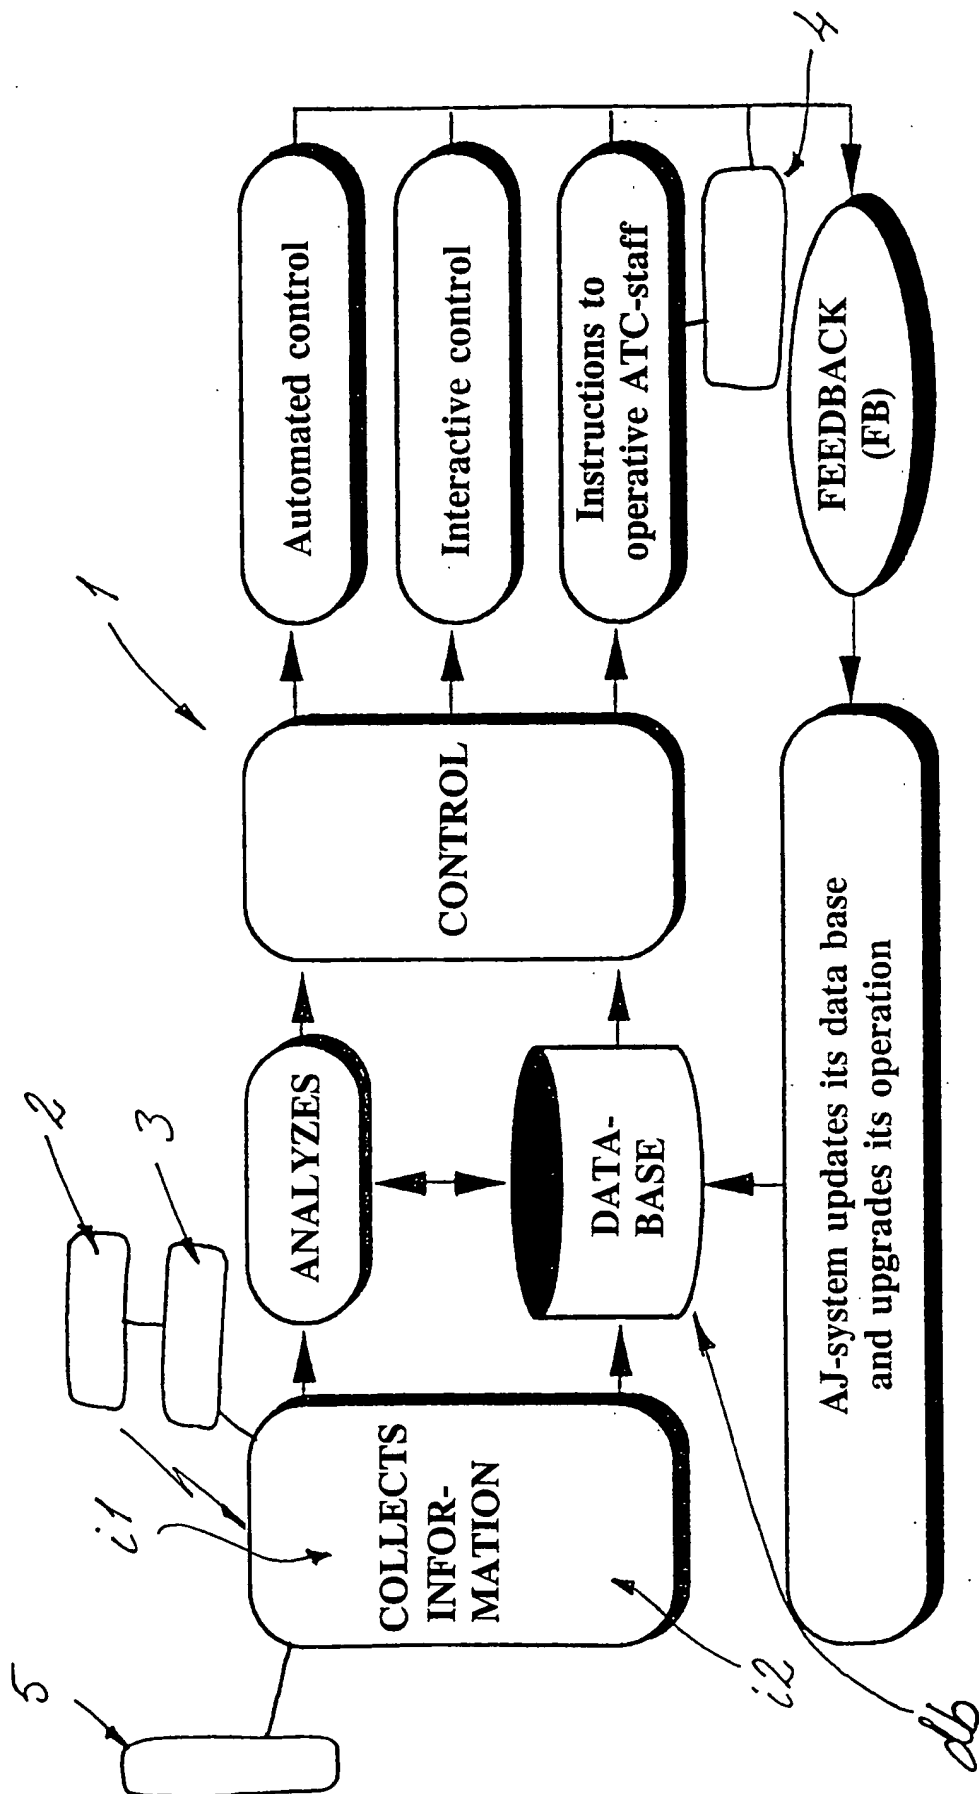 5
i1
2
3
1
4
COLLECTS
INFOR-
MATION
ANALYZES
DATA-
BASE
CONTROL
Automated control
Interactive control
Instructions to
operative ATC-staff
i2
db
AJ-system updates its data base
and upgrades its operation
FEEDBACK
(FB)